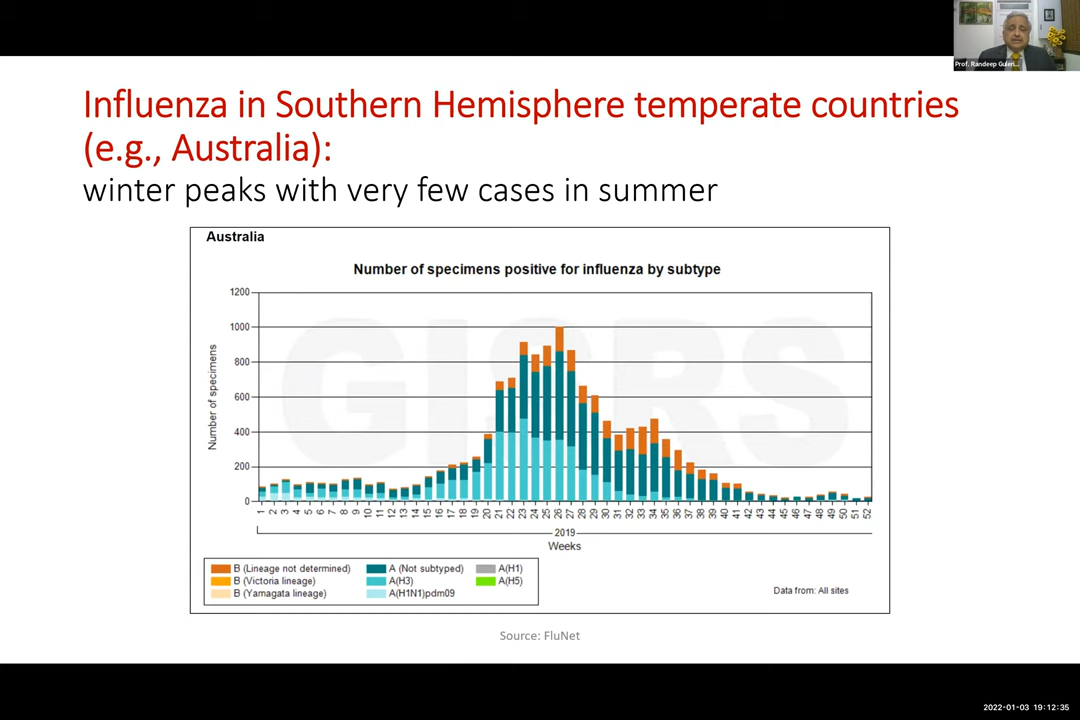 Prof. Randeep Guleri...
Influenza in Southern Hemisphere temperate countries
(e.g., Australia):
winter peaks with very few cases in summer
Australia
Number of specimens positive for influenza by subtype
GISRS
Number of specimens
1200
1000
800
600
400
200
0
1 2 3 4 5 6 7 8 9 10 11 12 13 14 15 16 17 18 19 20 21 22 23 24 25 26 27 28 29 30 31 32 33 34 35 36 37 38 39 40 41 42 43 44 45 46 47 48 49 50 51 52
2019
Weeks
B (Lineage not determined) A (Not subtyped) A(H1)
B (Victoria lineage) A(H3) A(H5)
B (Yamagata lineage) A(H1N1)pdm09
Data from: All sites
Source: FluNet
2022-01-03 19:12:35